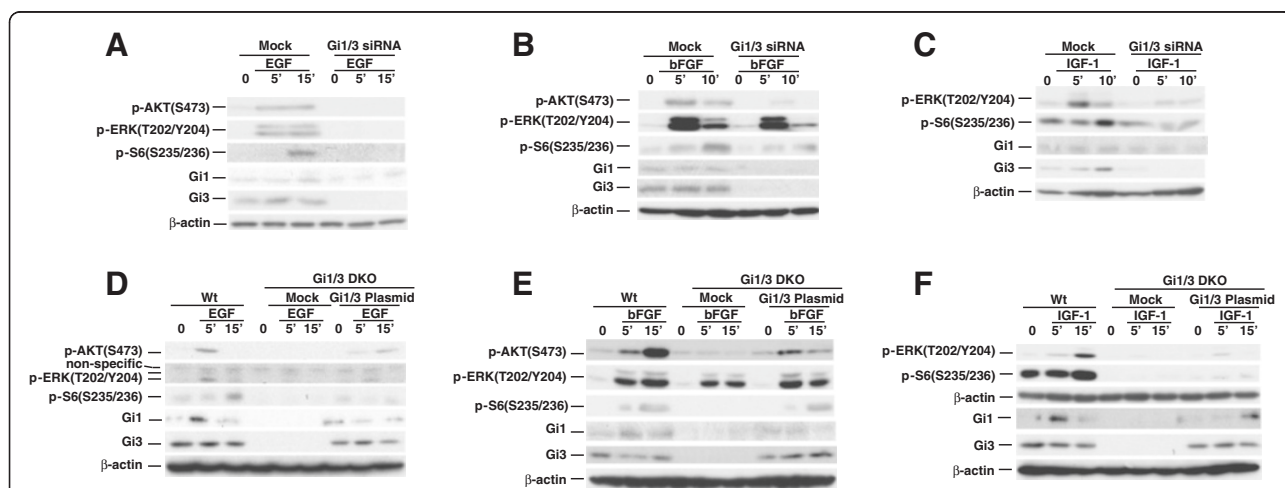 A
Mock Gi1/3 siRNA
EGF EGF
0 5’ 15’ 0 5’ 15’
p-AKT(S473)
p-ERK(T202/Y204)
p-S6(S235/236)
Gi1
Gi3
β-actin
B
Mock Gi1/3 siRNA
bFGF bFGF
0 5’ 10’ 0 5’ 10’
p-AKT(S473)
p-ERK(T202/Y204)
p-S6(S235/236)
Gi1
Gi3
β-actin
C
Mock Gi1/3 siRNA
IGF-1 IGF-1
0 5’ 10’ 0 5’ 10’
p-ERK(T202/Y204)
p-S6(S235/236)
Gi1
Gi3
β-actin
D
Gi1/3 DKO
Wt Mock Gi1/3 Plasmid
EGF EGF EGF
0 5’ 15’ 0 5’ 15’ 0 5’ 15’
p-AKT(S473)
non-specific
p-ERK(T202/Y204)
p-S6(S235/236)
Gi1
Gi3
β-actin
E
Gi1/3 DKO
Wt Mock Gi1/3 Plasmid
bFGF bFGF bFGF
0 5’ 15’ 0 5’ 15’ 0 5’ 15’
p-AKT(S473)
p-ERK(T202/Y204)
p-S6(S235/236)
Gi1
Gi3
β-actin
F
Gi1/3 DKO
Wt Mock Gi1/3 Plasmid
IGF-1 IGF-1 IGF-1
0 5’ 15’ 0 5’ 15’ 0 5’ 15’
p-ERK(T202/Y204)
p-S6(S235/236)
β-actin
Gi1
Gi3
β-actin